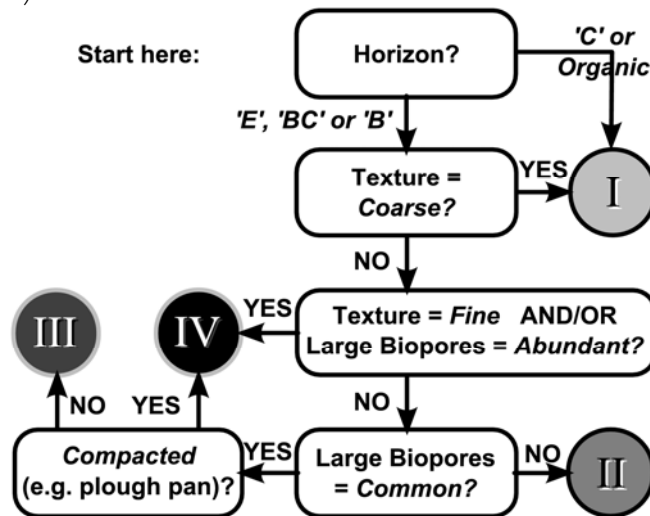 Start here:
Horizon?
'C' or
Organic
'E', 'BC' or 'B'
Texture =
Coarse?
YES
I
NO
Texture = Fine AND/OR
Large Biopores = Abundant?
YES
IV
III
NO
Large Biopores
= Common?
NO
II
YES
Compacted
(e.g. plough pan)?
NO
YES